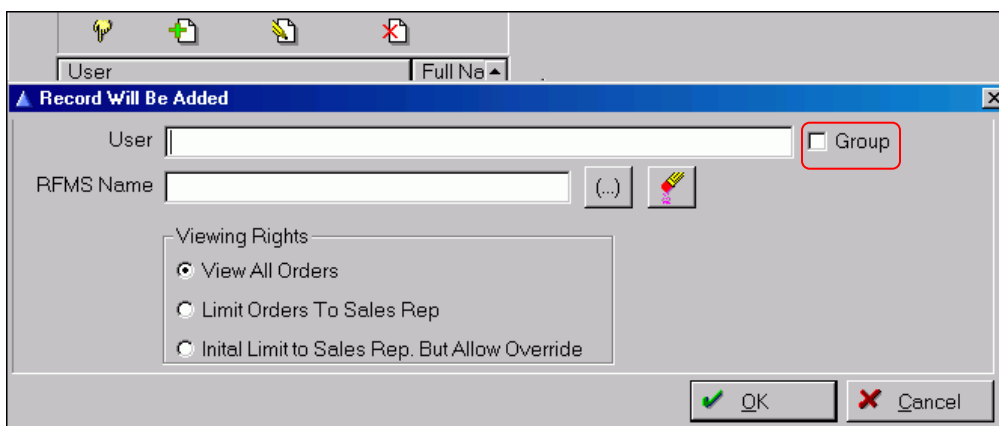 User Full Na
Record Will Be Added
User Group
RFMS Name (...)
Viewing Rights
View All Orders
Limit Orders To Sales Rep
Inital Limit to Sales Rep. But Allow Override
OK Cancel